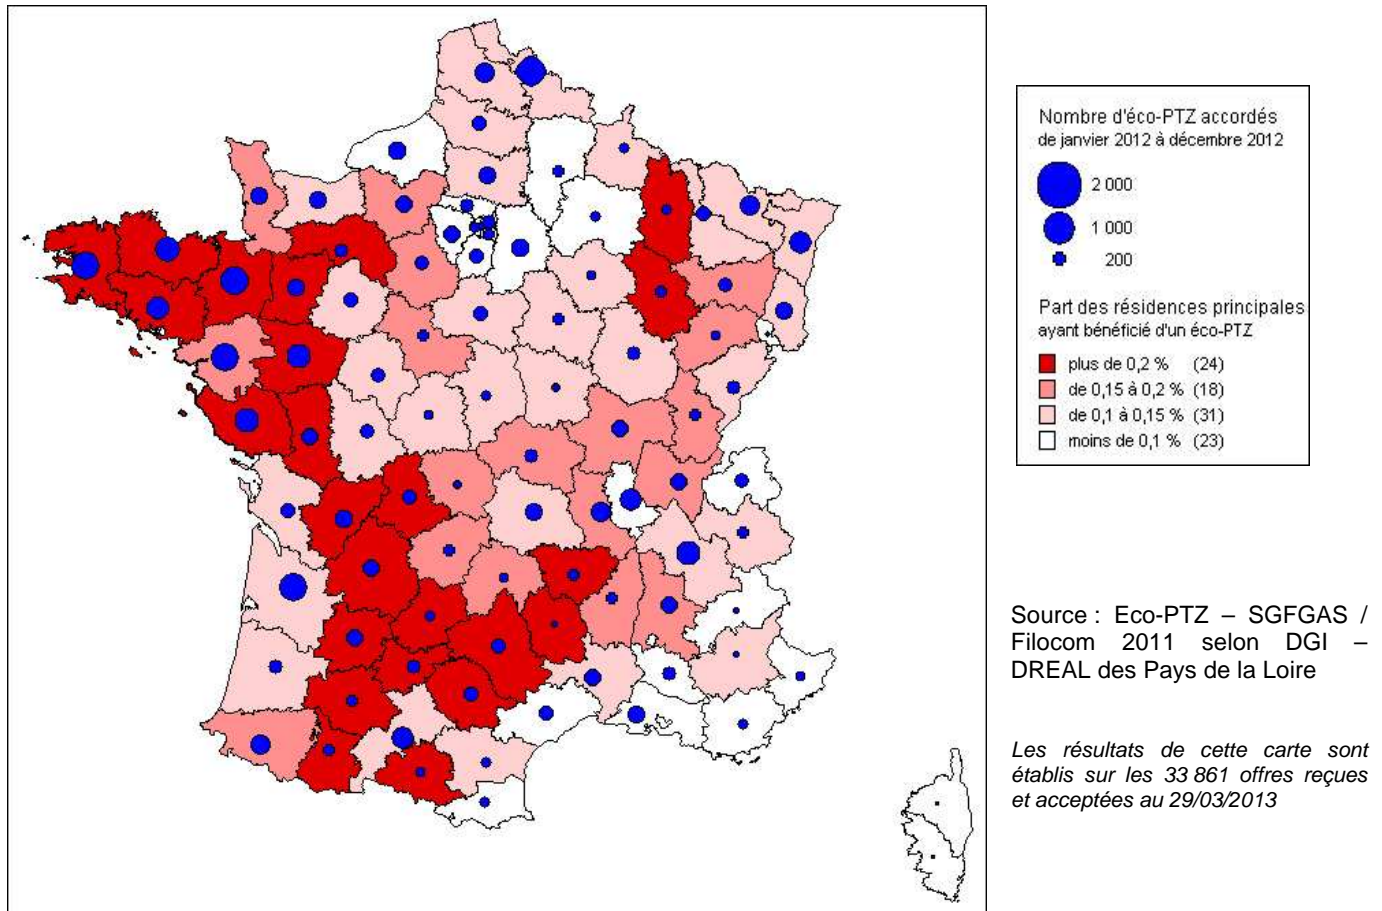 Nombre d'éco-PTZ accordés
de janvier 2012 à décembre 2012
2 000
1 000
200
Part des résidences principales
ayant bénéficié d'un éco-PTZ
plus de 0,2 % (24)
de 0,15 à 0,2 % (18)
de 0,1 à 0,15 % (31)
moins de 0,1 % (23)
Source : Eco-PTZ – SGFGAS /
Filocom 2011 selon DGI –
DREAL des Pays de la Loire
Les résultats de cette carte sont
établis sur les 33 861 offres reçues
et acceptées au 29/03/2013